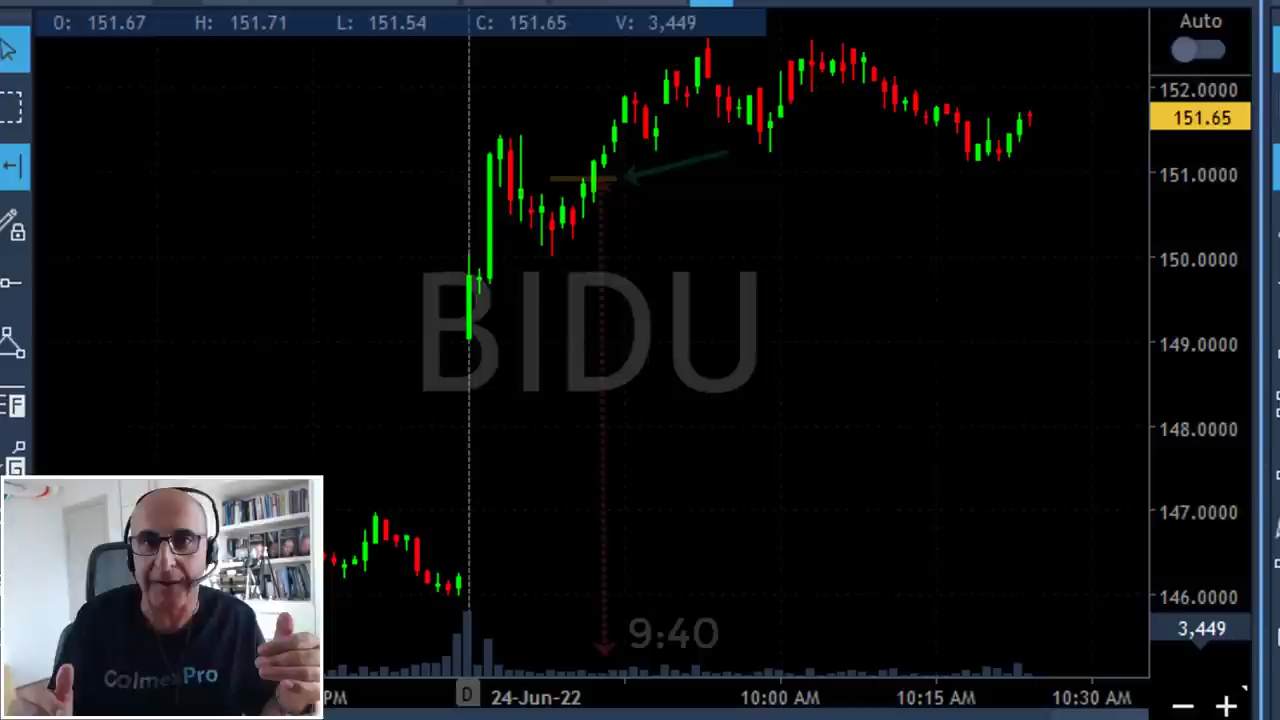 O: 151.67 H: 151.71 L: 151.54 C: 151.65 V: 3,449
Auto
152.0000
151.65
151.0000
150.0000
149.0000
148.0000
147.0000
146.0000
3,449
BIDU
9:40
F
G
ColmexPro
PM
D
24-Jun-22
10:00 AM
10:15 AM
10:30 AM